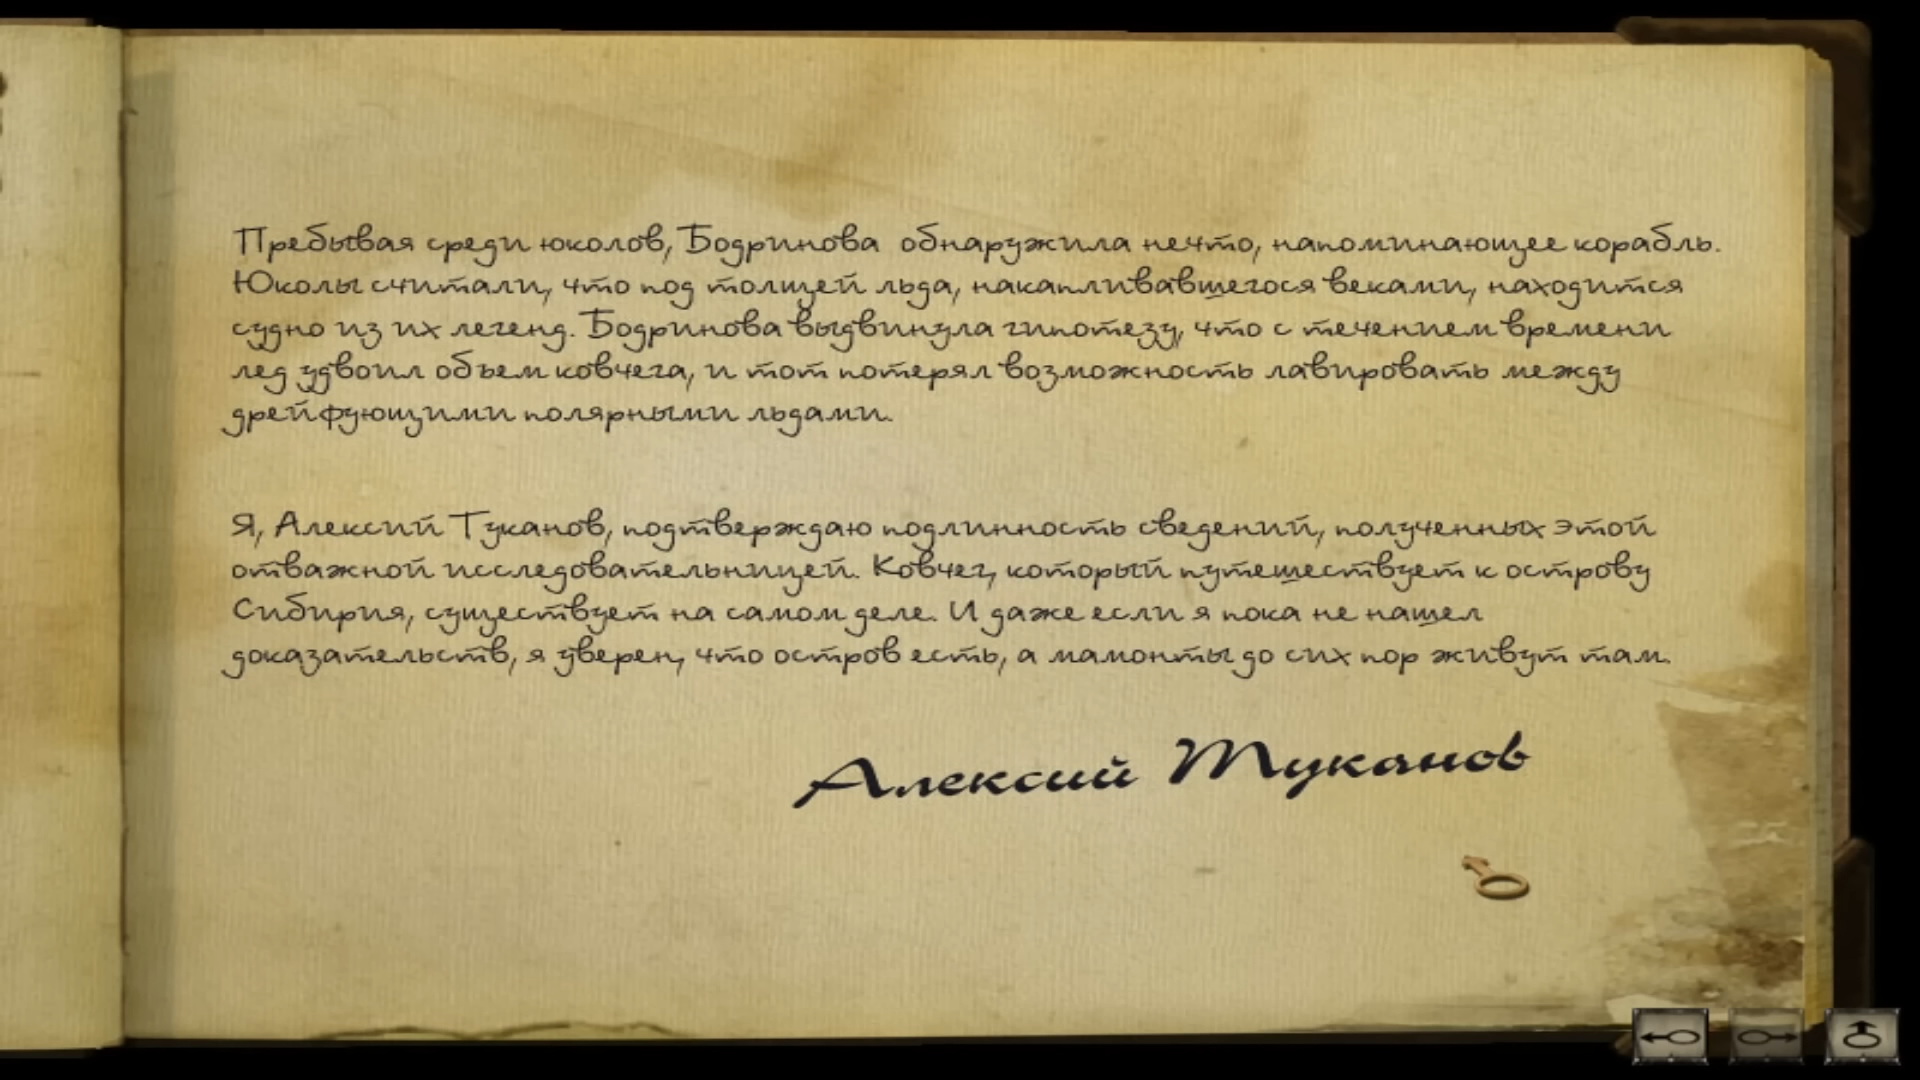 Пребывая среди юколов, Бодринова обнаружила нечто, напоминающее корабль.
Юколы считали, что под толщей льда, накапливавшегося веками, находится
судно из их легенд. Бодринова выдвинула гипотезу, что с течением времени
лед удвоил объем ковчега, и тот потерял возможность лавировать между
дрейфующими полярными льдами.
Я, Алексий Туканов, подтверждаю подлинность сведений, полученных этой
отважной исследовательницей. Ковчег, который путешествует к острову
Сибирия, существует на самом деле. И даже если я пока не нашел
доказательств, я уверен, что остров есть, а мамонты до сих пор живут там.
Алексий Туканов